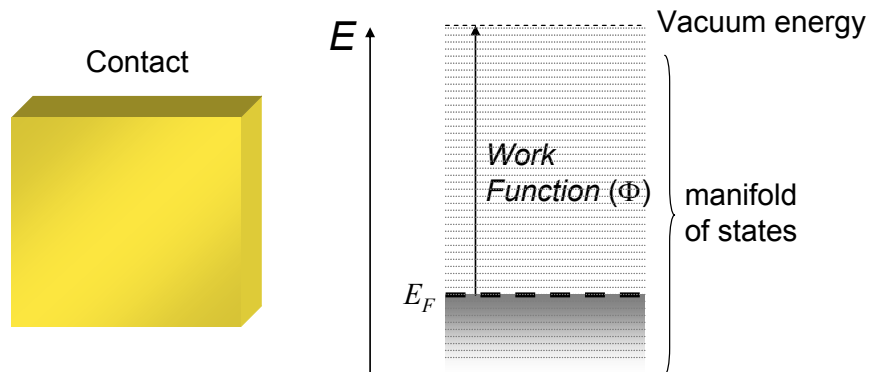 Contact
E
Vacuum energy
Work
Function (Φ)
manifold
of states
E_F